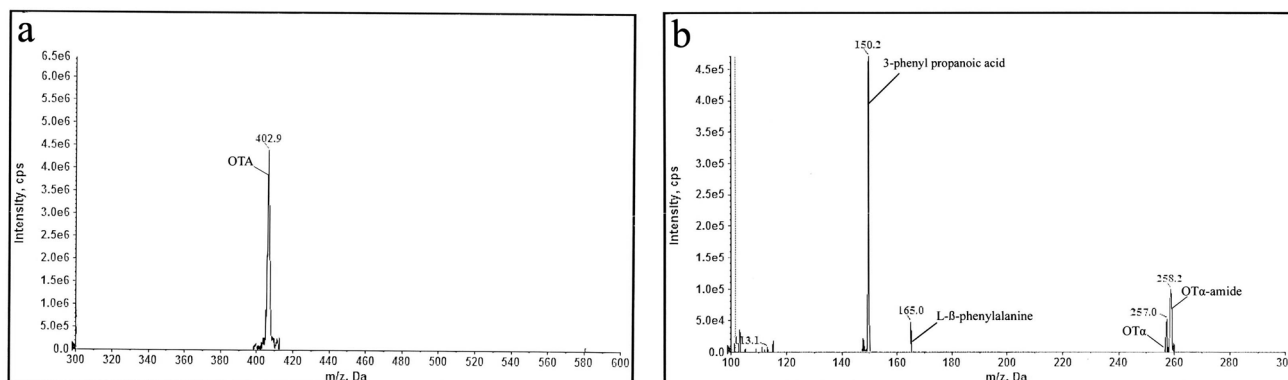 a
6.5e6
6.0e6
5.5e6
5.0e6
4.5e6
4.0e6
3.5e6
3.0e6
2.5e6
2.0e6
1.5e6
1.0e6
5.0e5
0.0
Intensity, cps
402.9
OTA
300 320 340 360 380 400 420 440 460 480 500 520 540 560 580 600
m/z, Da
b
4.5e5
4.0e5
3.5e5
3.0e5
2.5e5
2.0e5
1.5e5
1.0e5
5.0e4
0.0
Intensity, cps
150.2
3-phenyl propanoic acid
165.0
L-ß-phenylalanine
258.2
OTα-amide
257.0
OTα
13.1
100 120 140 160 180 200 220 240 260 280
m/z, Da